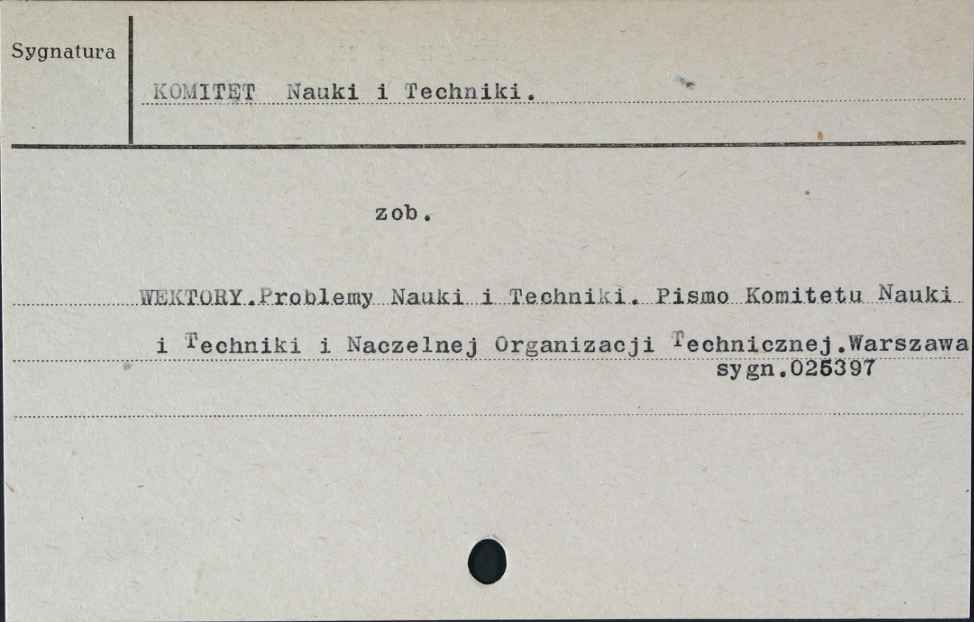 Sygnatura
KOMITET Nauki i Techniki.
zob.
WEKTORY.Problemy Nauki i Techniki. Pismo Komitetu Nauki
i Techniki i Naczelnej Organizacji Technicznej.Warszawa
sygn.025397